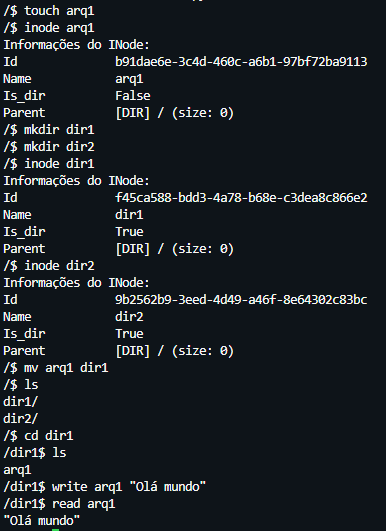 /$ touch arq1
/$ inode arq1
Informações do INode:
Id b91dae6e-3c4d-460c-a6b1-97bf72ba9113
Name arq1
Is_dir False
Parent [DIR] / (size: 0)
/$ mkdir dir1
/$ mkdir dir2
/$ inode dir1
Informações do INode:
Id f45ca588-bdd3-4a78-b68e-c3dea8c866e2
Name dir1
Is_dir True
Parent [DIR] / (size: 0)
/$ inode dir2
Informações do INode:
Id 9b2562b9-3eed-4d49-a46f-8e64302c83bc
Name dir2
Is_dir True
Parent [DIR] / (size: 0)
/$ mv arq1 dir1
/$ ls
dir1/
dir2/
/$ cd dir1
/dir1$ ls
arq1
/dir1$ write arq1 "Olá mundo"
/dir1$ read arq1
"Olá mundo"